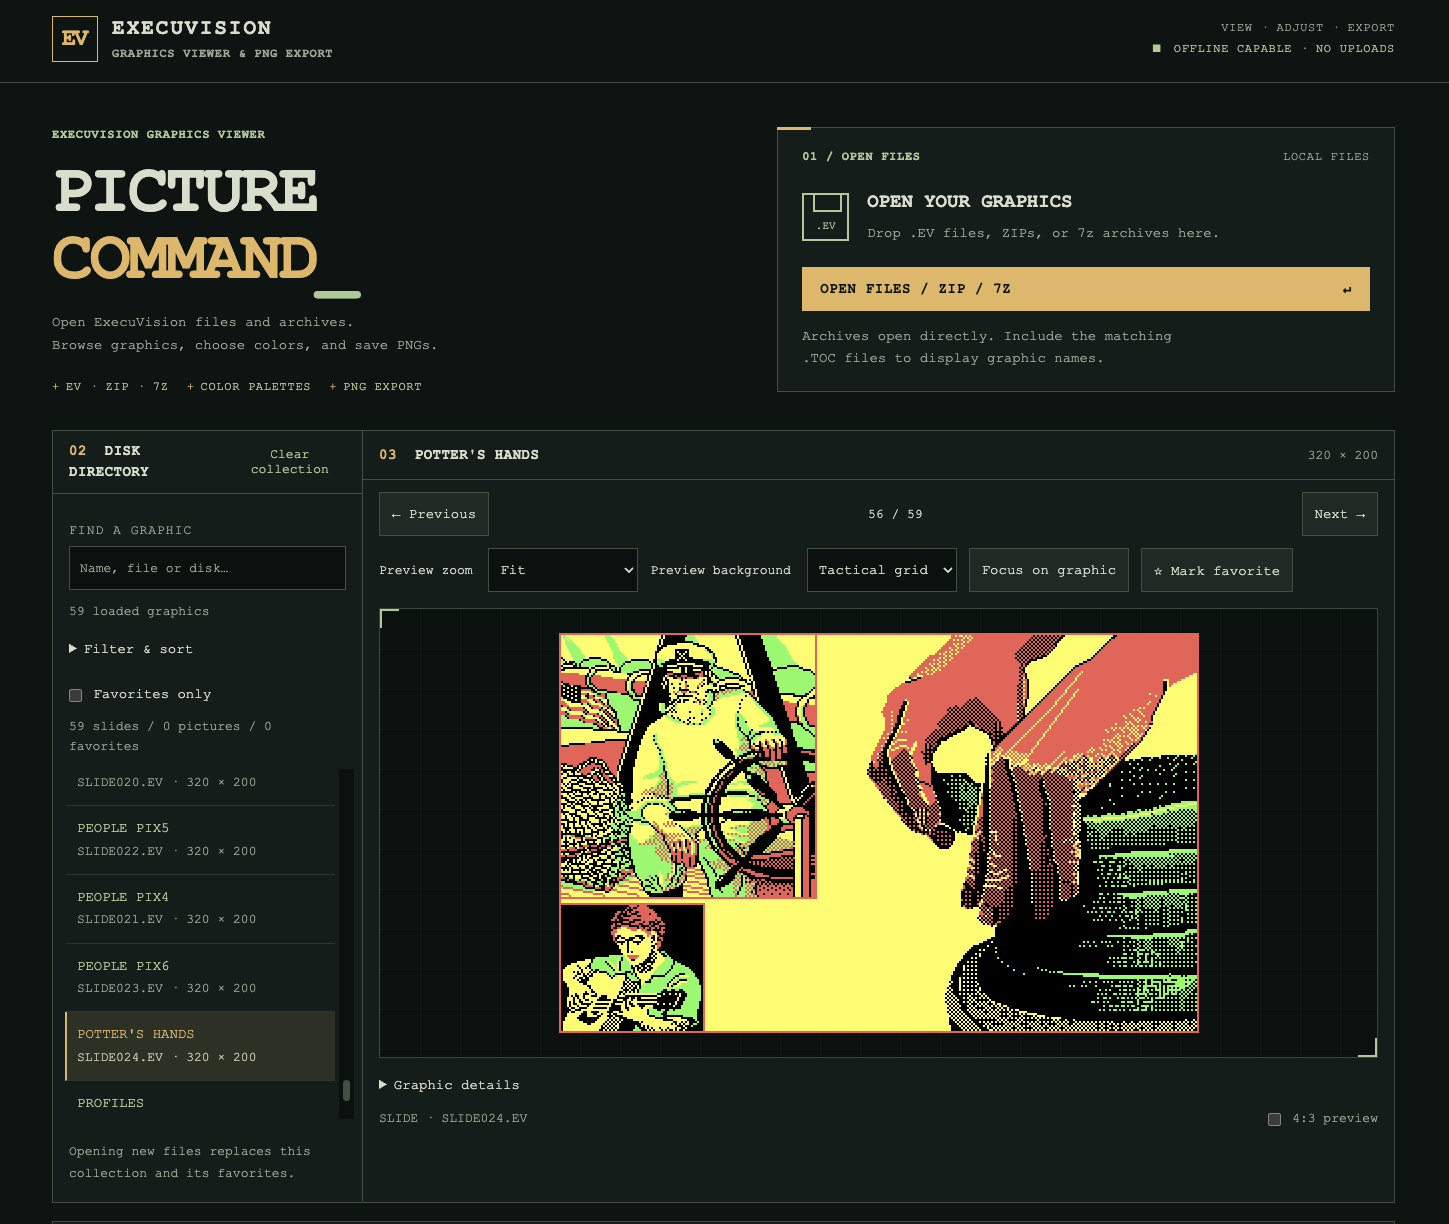 EV
EXECUVISION
GRAPHICS VIEWER & PNG EXPORT
VIEW · ADJUST · EXPORT
■ OFFLINE CAPABLE · NO UPLOADS
EXECUVISION GRAPHICS VIEWER
PICTURE
COMMAND
Open ExecuVision files and archives.
Browse graphics, choose colors, and save PNGs.
+ EV · ZIP · 7Z + COLOR PALETTES + PNG EXPORT
01 / OPEN FILES
LOCAL FILES
.EV
OPEN YOUR GRAPHICS
Drop .EV files, ZIPs, or 7z archives here.
OPEN FILES / ZIP / 7Z ↵
Archives open directly. Include the matching
.TOC files to display graphic names.
02 DISK
DIRECTORY
Clear
collection
FIND A GRAPHIC
Name, file or disk…
59 loaded graphics
▶ Filter & sort
Favorites only
59 slides / 0 pictures / 0
favorites
SLIDE020.EV · 320 × 200
PEOPLE PIX5
SLIDE022.EV · 320 × 200
PEOPLE PIX4
SLIDE021.EV · 320 × 200
PEOPLE PIX6
SLIDE023.EV · 320 × 200
POTTER'S HANDS
SLIDE024.EV · 320 × 200
PROFILES
Opening new files replaces this
collection and its favorites.
03 POTTER'S HANDS
320 × 200
← Previous
56 / 59
Next →
Preview zoom
Fit
Preview background
Tactical grid
Focus on graphic
☆ Mark favorite
▶ Graphic details
SLIDE · SLIDE024.EV
4:3 preview